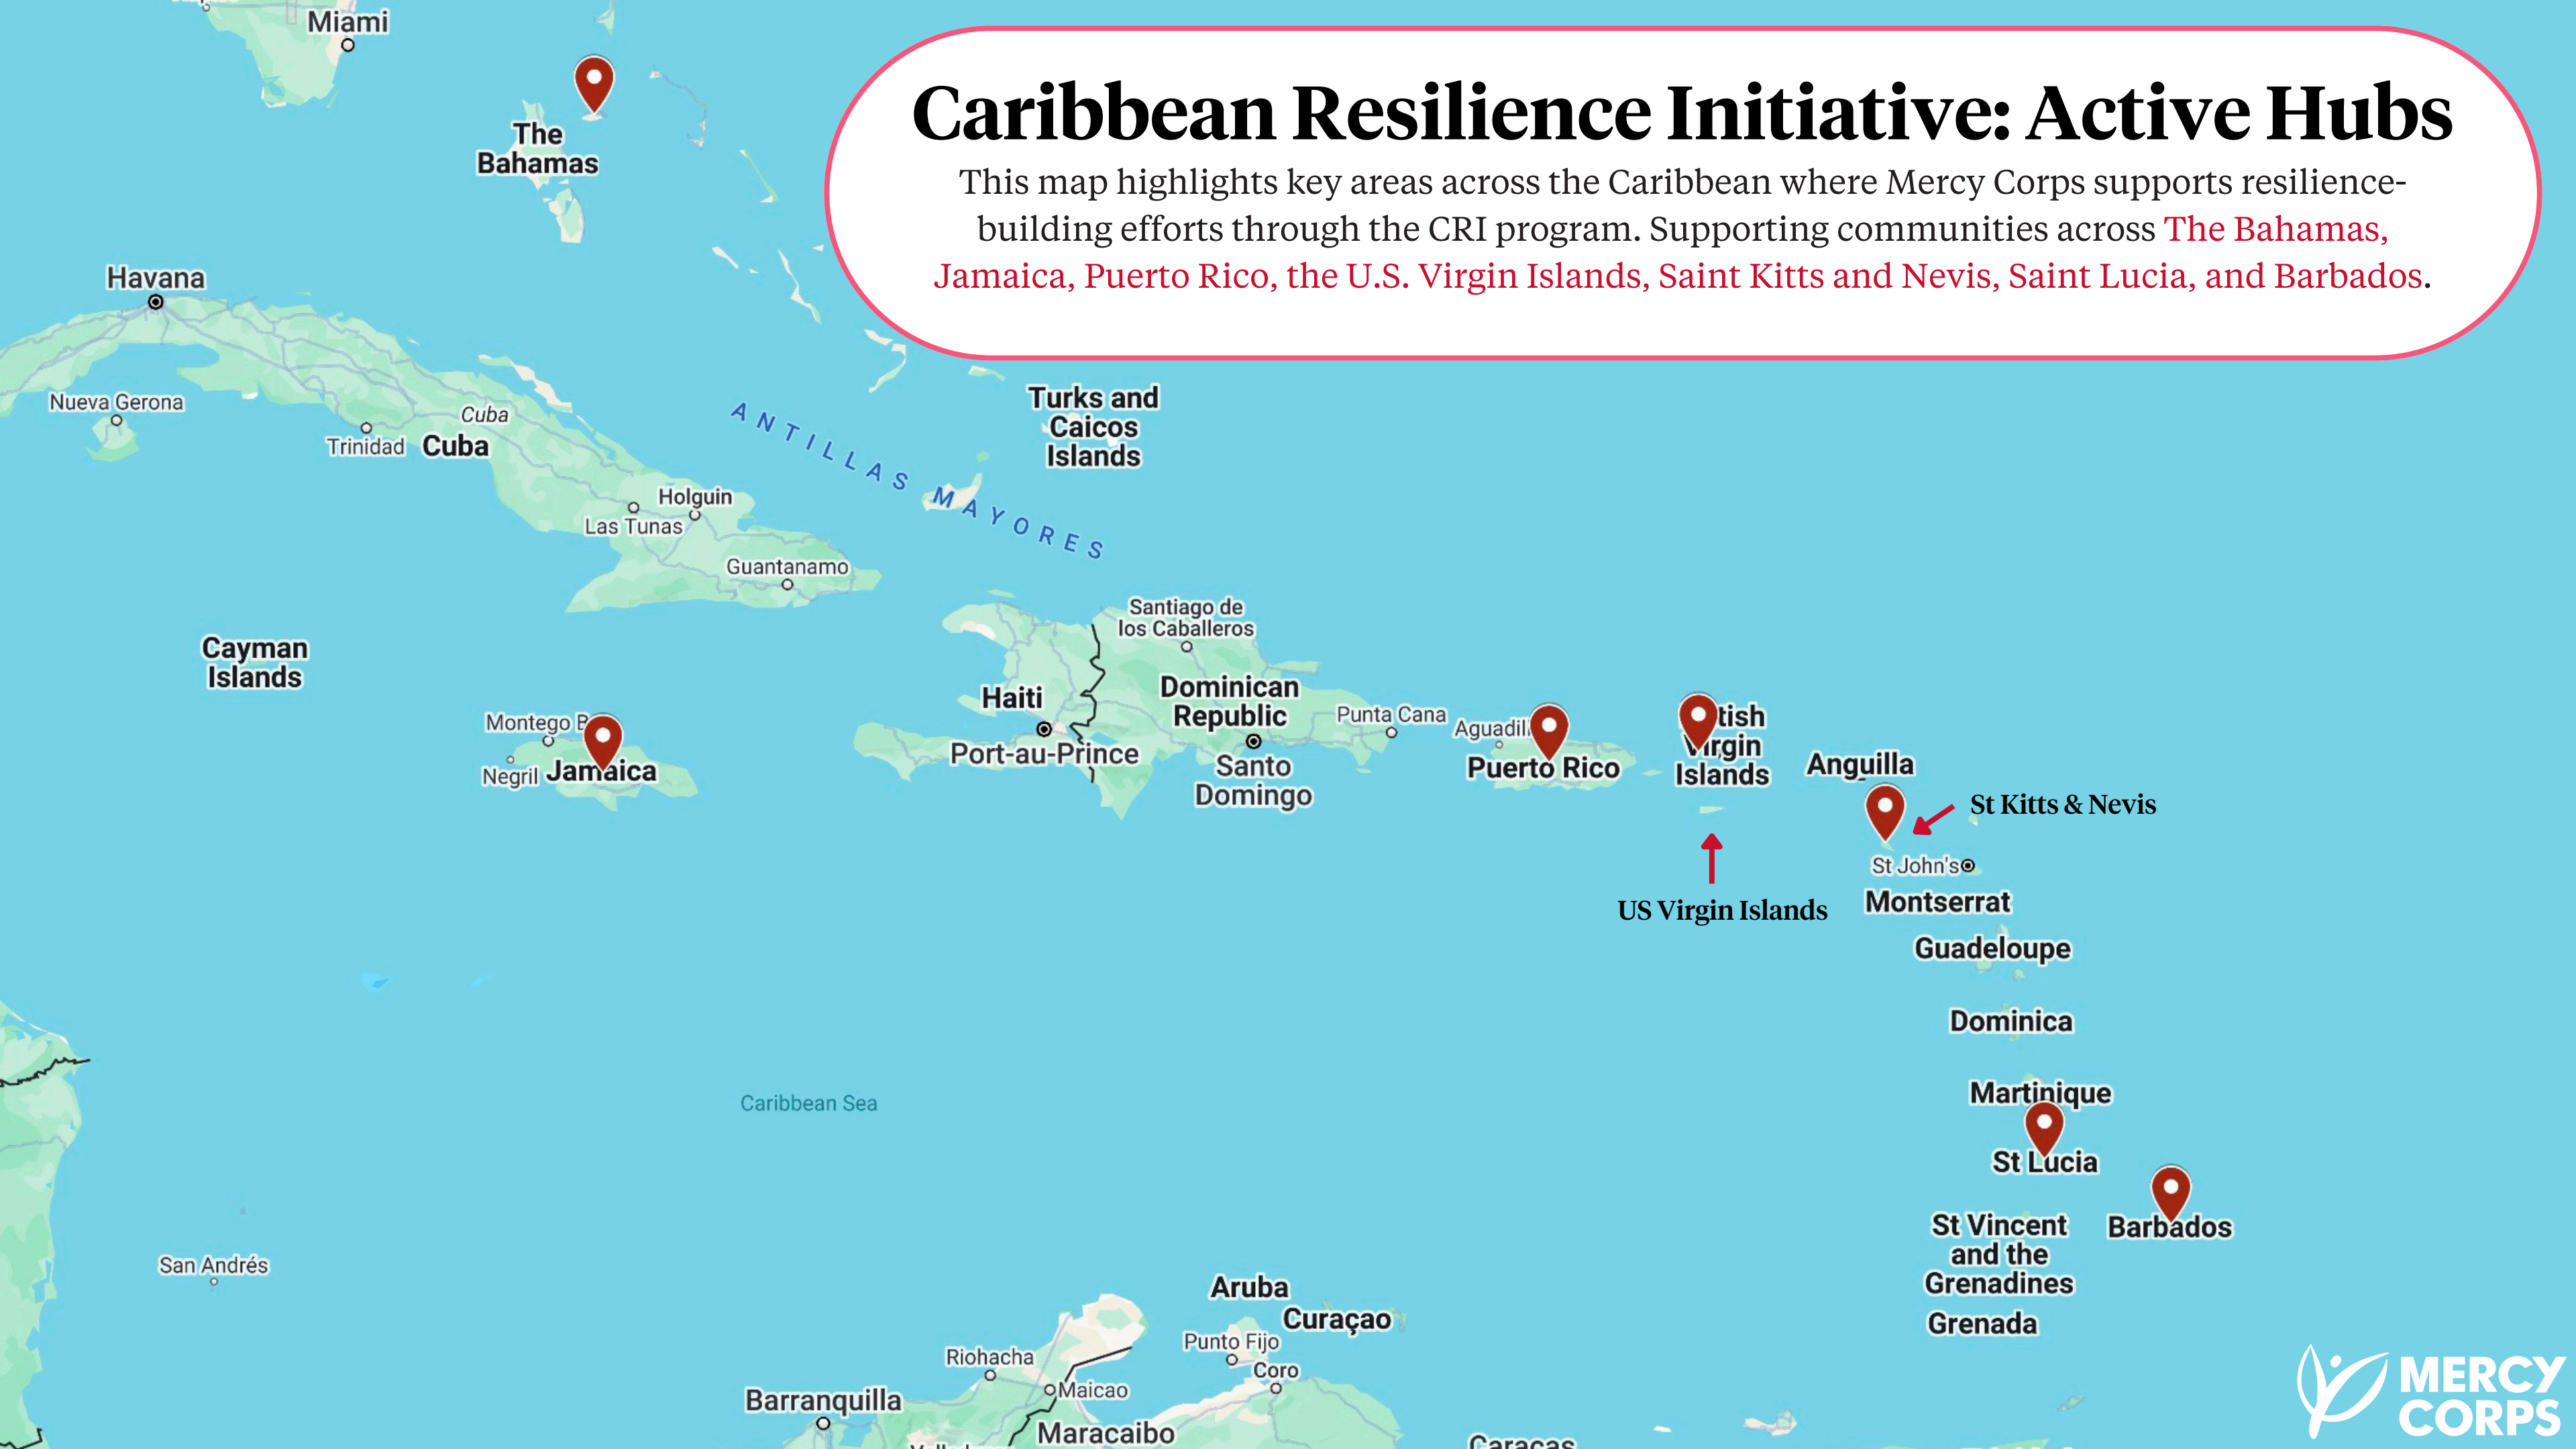 Caribbean Resilience Initiative: Active Hubs
This map highlights key areas across the Caribbean where Mercy Corps supports resilience-
building efforts through the CRI program. Supporting communities across The Bahamas,
Jamaica, Puerto Rico, the U.S. Virgin Islands, Saint Kitts and Nevis, Saint Lucia, and Barbados.
Miami
The
Bahamas
Havana
Nueva Gerona
Trinidad
Cuba
Cuba
Holguin
Las Tunas
Guantanamo
ANTILLAS MAYORES
Turks and
Caicos
Islands
Cayman
Islands
Montego
Negril
Jamaica
Haiti
Port-au-Prince
Santiago de
los Caballeros
Dominican
Republic
Santo
Domingo
Punta Cana
Puerto Rico
Virgin
Islands
US Virgin Islands
Anguilla
St Kitts & Nevis
St John's
Montserrat
Guadeloupe
Dominica
Martinique
St Lucia
Barbados
St Vincent
and the
Grenadines
Grenada
Caribbean Sea
San Andrés
Aruba
Curaçao
Punto Fijo
Coro
Riohacha
Maicao
Barranquilla
Maracaibo
Caracas
MERCY
CORPS